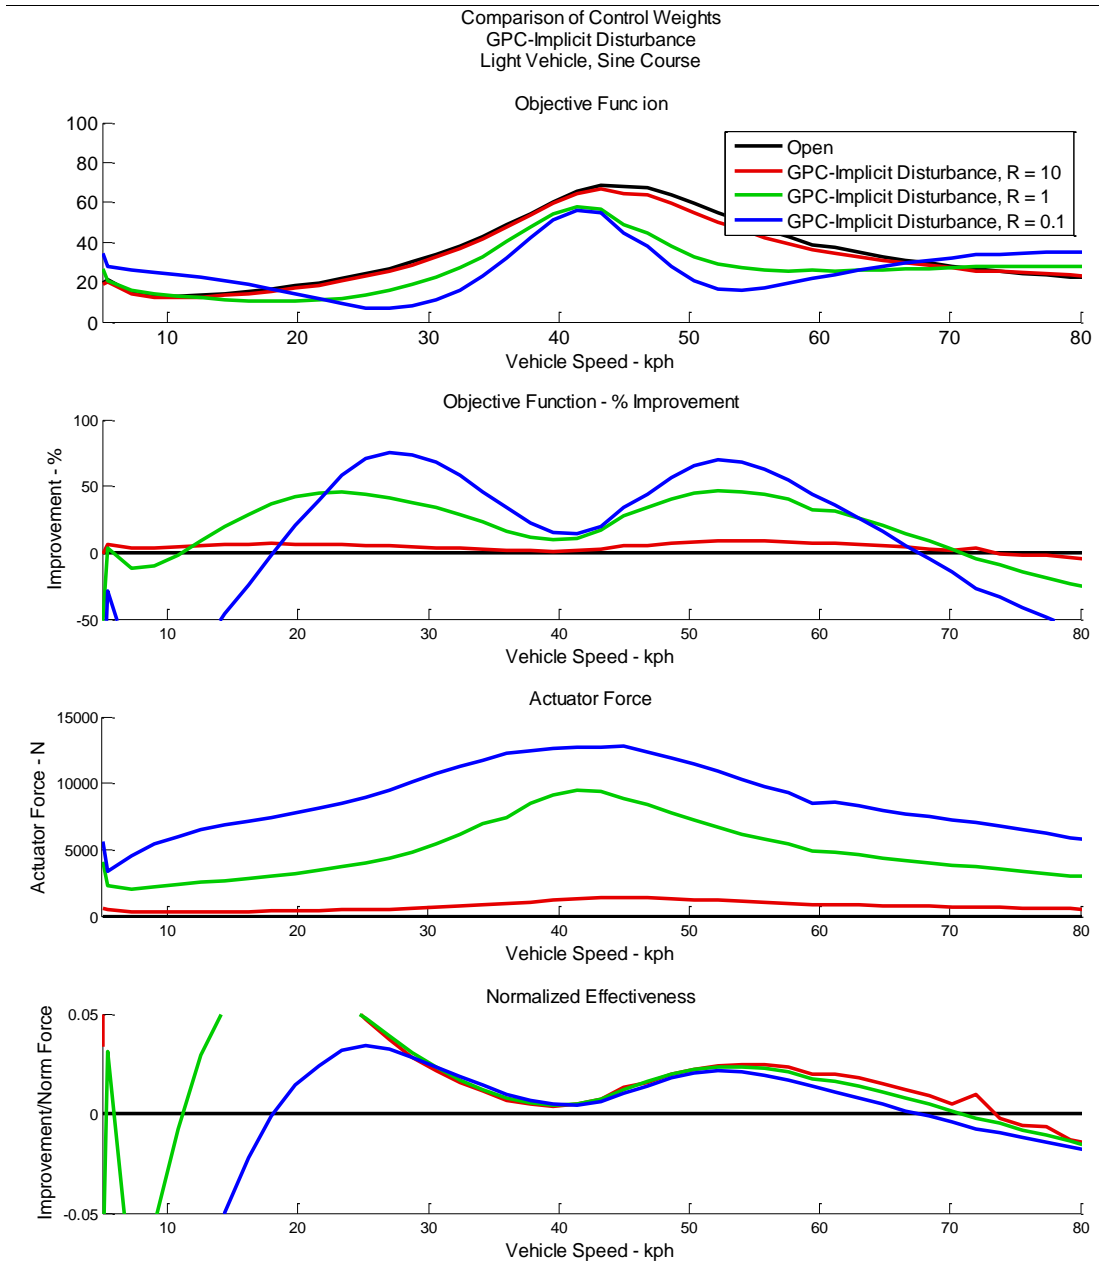 Comparison of Control Weights
GPC-Implicit Disturbance
Light Vehicle, Sine Course
Objective Func ion
100
80
60
40
20
0
Open
GPC-Implicit Disturbance, R = 10
GPC-Implicit Disturbance, R = 1
GPC-Implicit Disturbance, R = 0.1
10 20 30 40 50 60 70 80
Vehicle Speed - kph
Objective Function - % Improvement
Improvement - %
100
50
0
-50
10 20 30 40 50 60 70 80
Vehicle Speed - kph
Actuator Force
Actuator Force - N
15000
10000
5000
0
10 20 30 40 50 60 70 80
Vehicle Speed - kph
Normalized Effectiveness
Improvement/Norm Force
0.05
0
-0.05
10 20 30 40 50 60 70 80
Vehicle Speed - kph